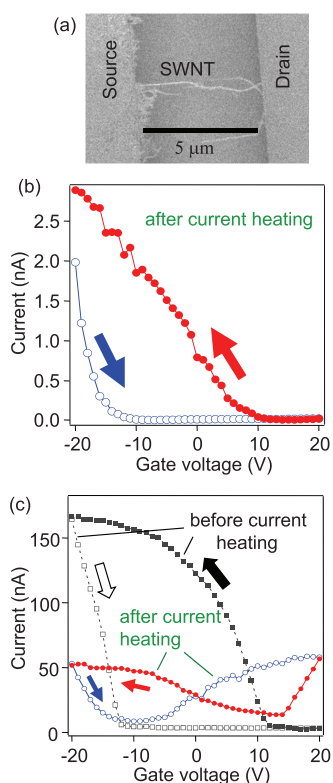 (a)
Source
SWNT
Drain
5 μm
(b)
after current heating
2.5
2.0
1.5
1.0
0.5
0.0
Current (nA)
-20
-10
0
10
20
Gate voltage (V)
(c)
before current
heating
after current
heating
150
100
50
0
Current (nA)
-20
-10
0
10
20
Gate voltage (V)